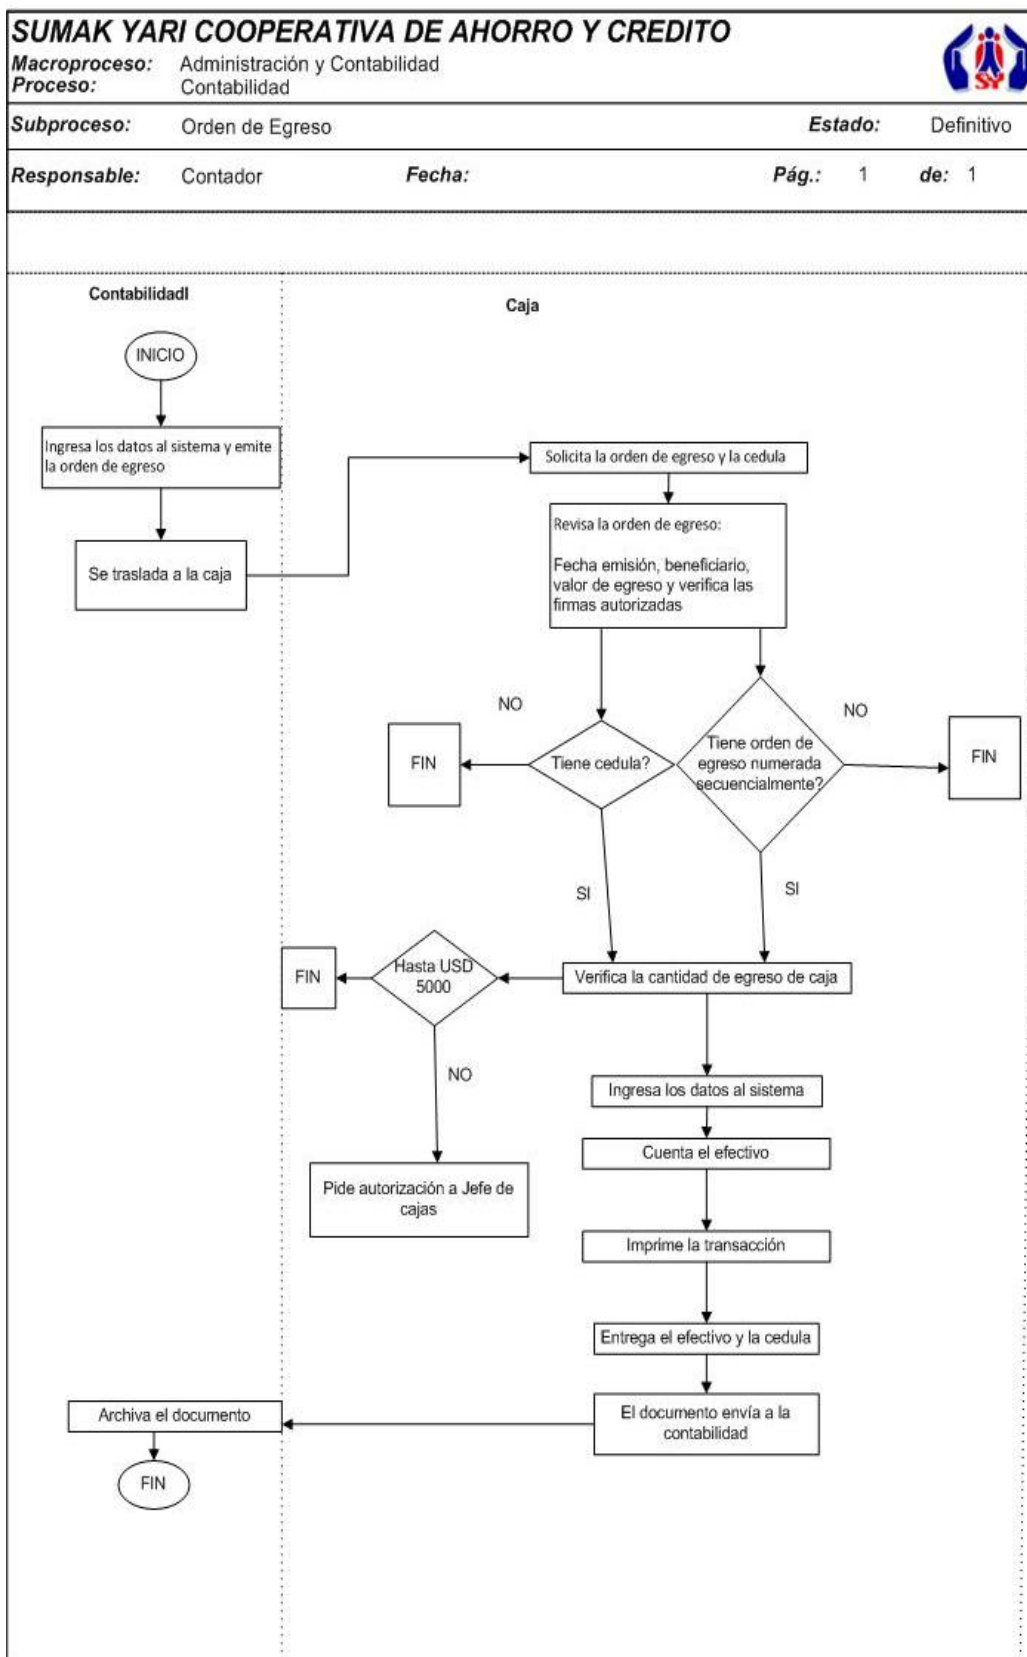 SUMAK YARI COOPERATIVA DE AHORRO Y CREDITO
Macroproceso: Administración y Contabilidad
Proceso: Contabilidad
SY
Subproceso: Orden de Egreso Estado: Definitivo
Responsable: Contador Fecha: Pág.: 1 de: 1
Contabilidadl
Caja
INICIO
Ingresa los datos al sistema y emite
la orden de egreso
Solicita la orden de egreso y la cedula
Se traslada a la caja
Revisa la orden de egreso:
Fecha emisión, beneficiario,
valor de egreso y verifica las
firmas autorizadas
NO
NO
FIN
Tiene cedula?
Tiene orden de
egreso numerada
secuencialmente?
FIN
SI
SI
FIN
Hasta USD
5000
Verifica la cantidad de egreso de caja
NO
Ingresa los datos al sistema
Cuenta el efectivo
Pide autorización a Jefe de
cajas
Imprime la transacción
Entrega el efectivo y la cedula
Archiva el documento
El documento envía a la
contabilidad
FIN